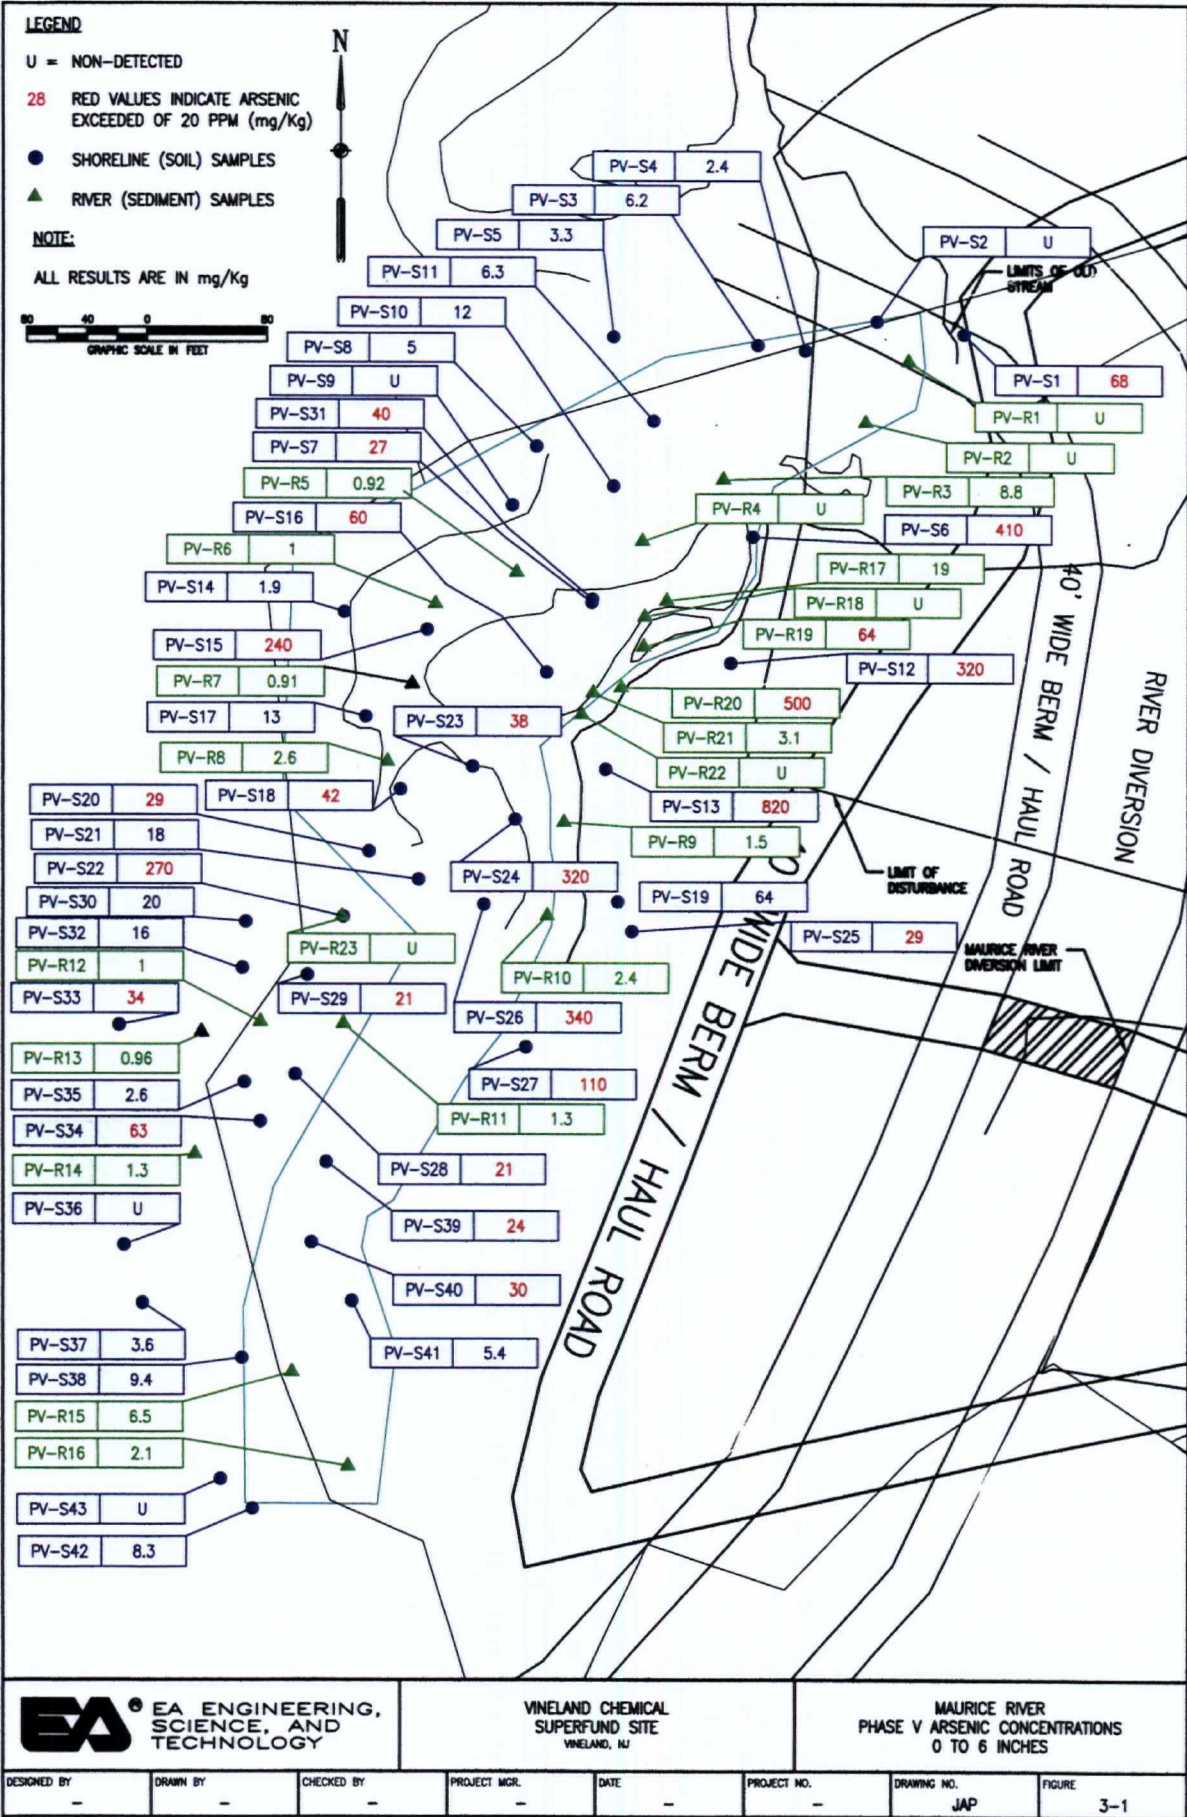 LEGEND
U = NON-DETECTED
28 RED VALUES INDICATE ARSENIC
EXCEEDED OF 20 PPM (mg/Kg)
SHORELINE (SOIL) SAMPLES
RIVER (SEDIMENT) SAMPLES
NOTE:
ALL RESULTS ARE IN mg/Kg
80 40 0 80
GRAPHIC SCALE IN FEET
N
PV-S4 2.4
PV-S3 6.2
PV-S5 3.3
PV-S2 U
PV-S11 6.3
LIMITS OF OLD
STREAM
PV-S10 12
PV-S8 5
PV-S9 U
PV-S1 68
PV-S31 40
PV-R1 U
PV-S7 27
PV-R2 U
PV-R5 0.92
PV-R3 8.8
PV-S16 60
PV-R4 U
PV-S6 410
PV-R6 1
PV-R17 19
PV-S14 1.9
PV-R18 U
PV-S15 240
PV-R19 64
PV-R7 0.91
PV-S12 320
PV-S17 13
PV-S23 38
PV-R20 500
PV-R21 3.1
PV-R8 2.6
PV-R22 U
PV-S20 29
PV-S18 42
PV-S13 820
PV-S21 18
PV-R9 1.5
PV-S22 270
PV-S24 320
LIMIT OF
DISTURBANCE
PV-S30 20
PV-S19 64
PV-S32 16
PV-R23 U
PV-S25 29
PV-R12 1
PV-R10 2.4
MAURICE RIVER
DIVERSION LIMIT
PV-S33 34
PV-S29 21
PV-S26 340
PV-R13 0.96
PV-S35 2.6
PV-S27 110
PV-S34 63
PV-R11 1.3
PV-R14 1.3
PV-S28 21
PV-S36 U
PV-S39 24
PV-S40 30
PV-S37 3.6
PV-S41 5.4
PV-S38 9.4
PV-R15 6.5
PV-R16 2.1
PV-S43 U
PV-S42 8.3
40' WIDE BERM / HAUL ROAD
RIVER DIVERSION
WIDE BERM / HAUL ROAD
EA® EA ENGINEERING,
SCIENCE, AND
TECHNOLOGY
VINELAND CHEMICAL
SUPERFUND SITE
VINELAND, NJ
MAURICE RIVER
PHASE V ARSENIC CONCENTRATIONS
0 TO 6 INCHES
DESIGNED BY -
DRAWN BY -
CHECKED BY -
PROJECT MGR. -
DATE -
PROJECT NO. -
DRAWING NO. JAP
FIGURE 3-1